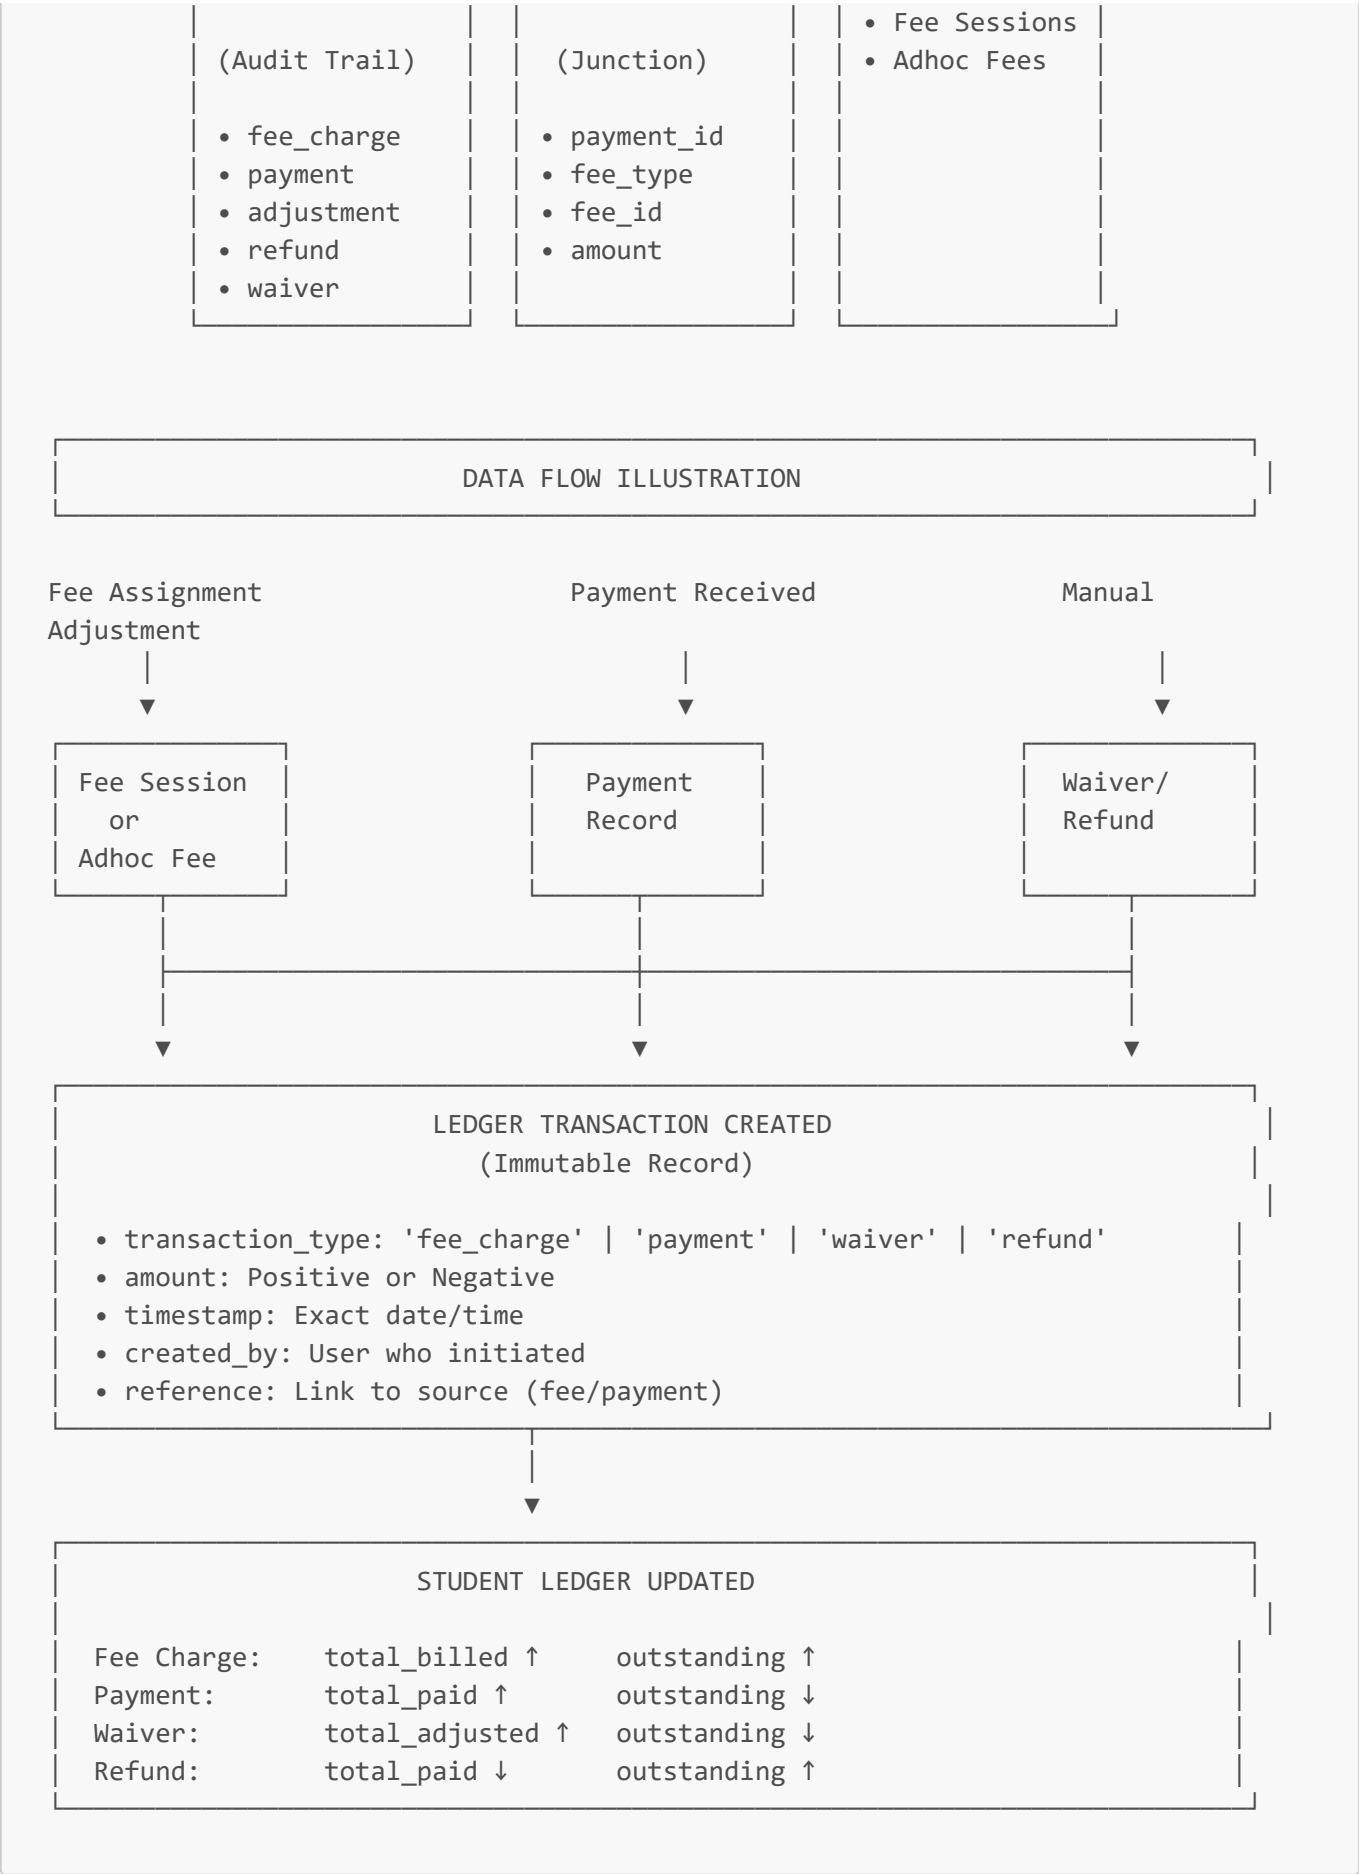 • Fee Sessions
(Audit Trail) (Junction) • Adhoc Fees
• fee_charge • payment_id
• payment • fee_type
• adjustment • fee_id
• refund • amount
• waiver
DATA FLOW ILLUSTRATION
Fee Assignment Payment Received Manual
Adjustment
▼ ▼ ▼
Fee Session Payment Waiver/
or Record Refund
Adhoc Fee
▼ ▼ ▼
LEDGER TRANSACTION CREATED
(Immutable Record)
• transaction_type: 'fee_charge' | 'payment' | 'waiver' | 'refund'
• amount: Positive or Negative
• timestamp: Exact date/time
• created_by: User who initiated
• reference: Link to source (fee/payment)
▼
STUDENT LEDGER UPDATED
Fee Charge: total_billed ↑ outstanding ↑
Payment: total_paid ↑ outstanding ↓
Waiver: total_adjusted ↑ outstanding ↓
Refund: total_paid ↓ outstanding ↑